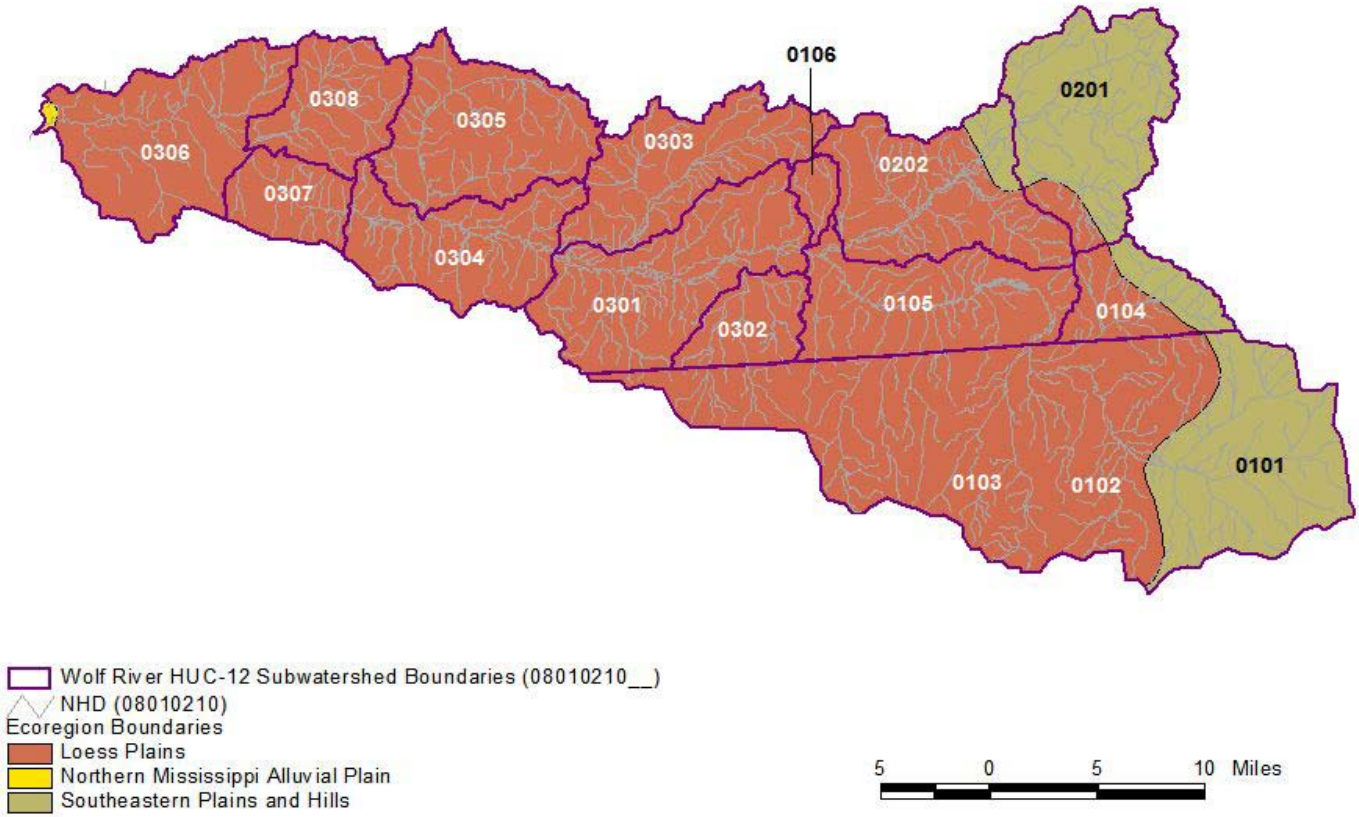 0106
0201
0308
0305
0303
0306
0202
0307
0304
0301
0302
0105
0104
0103
0102
0101
Wolf River HUC-12 Subwatershed Boundaries (08010210__)
NHD (08010210)
Ecoregion Boundaries
Loess Plains
Northern Mississippi Alluvial Plain
Southeastern Plains and Hills
5 0 5 10 Miles